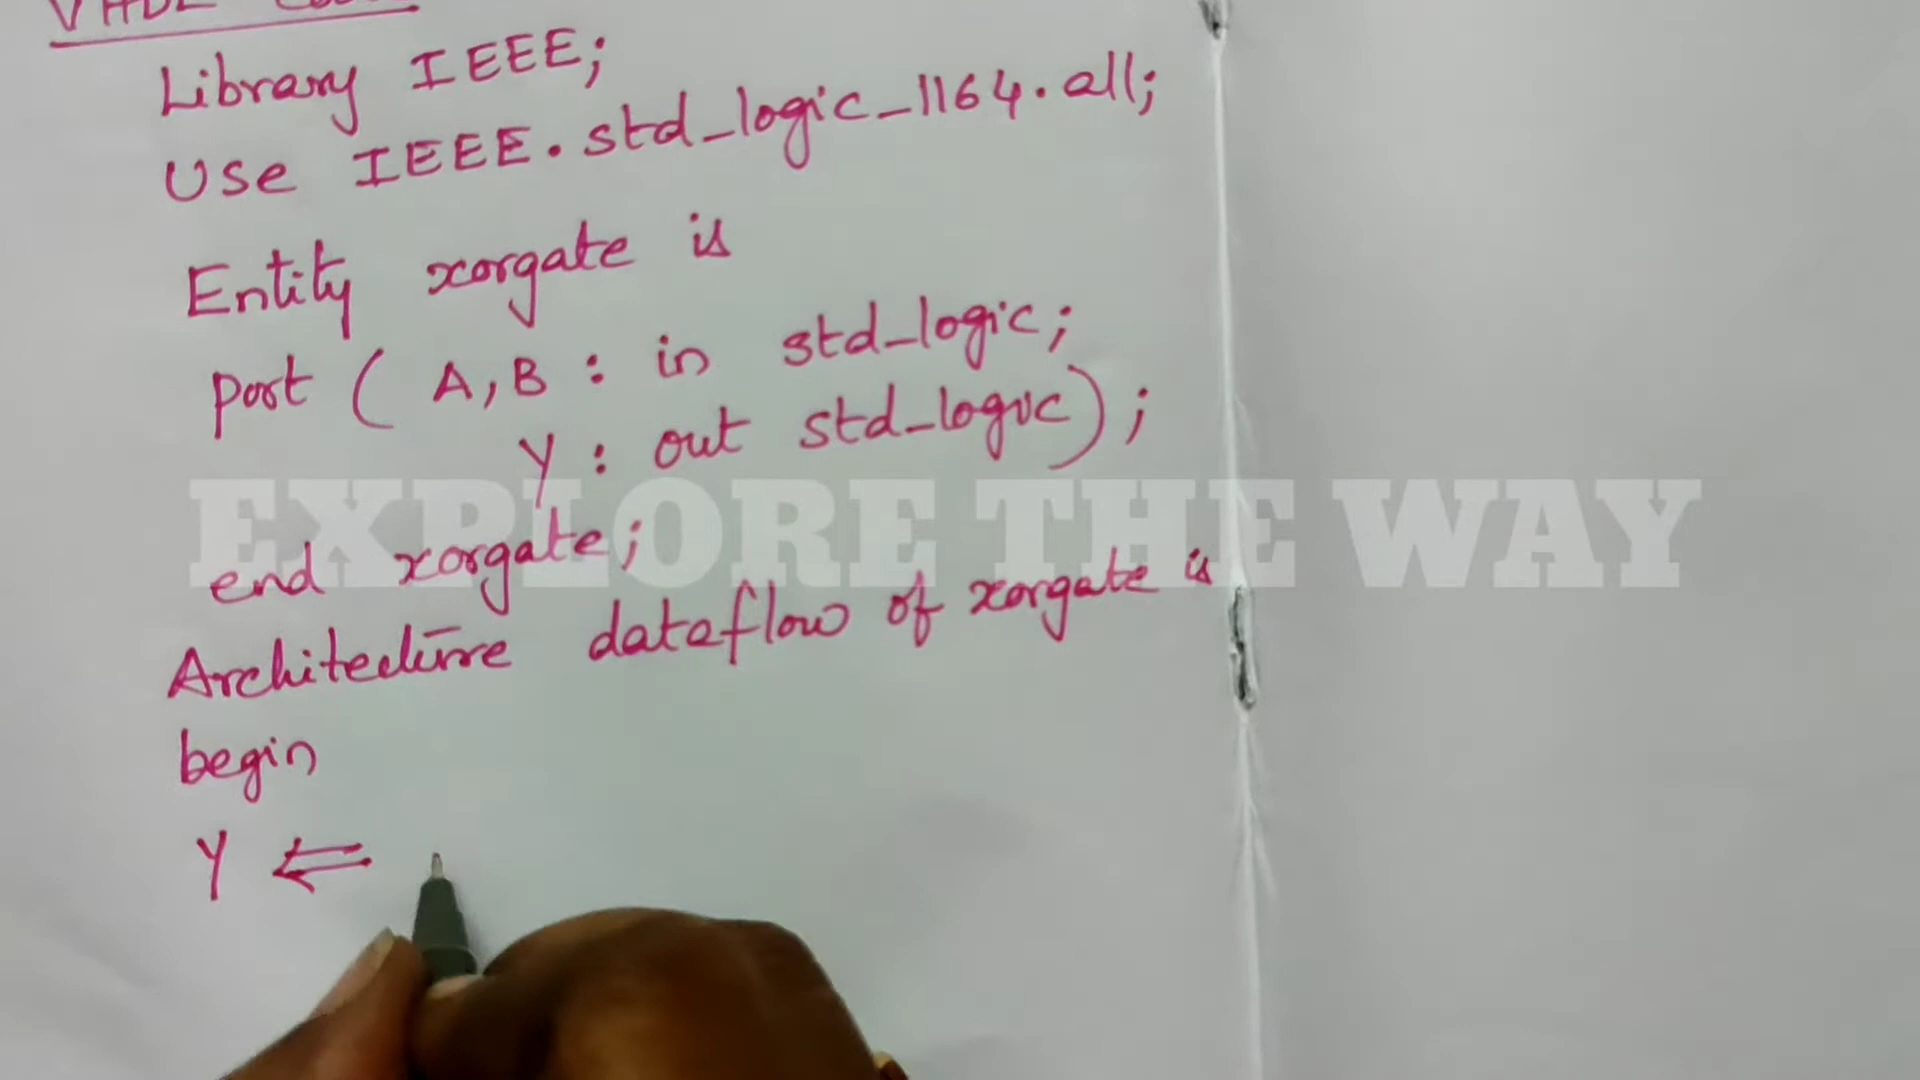 VHDL
Library IEEE;
Use IEEE.std_logic_1164.all;
Entity xorgate is
port ( A,B : in std_logic;
Y : out std_logic);
EXPLORE THE WAY
end xorgate;
Architecture dataflow of xorgate is
begin
Y <=